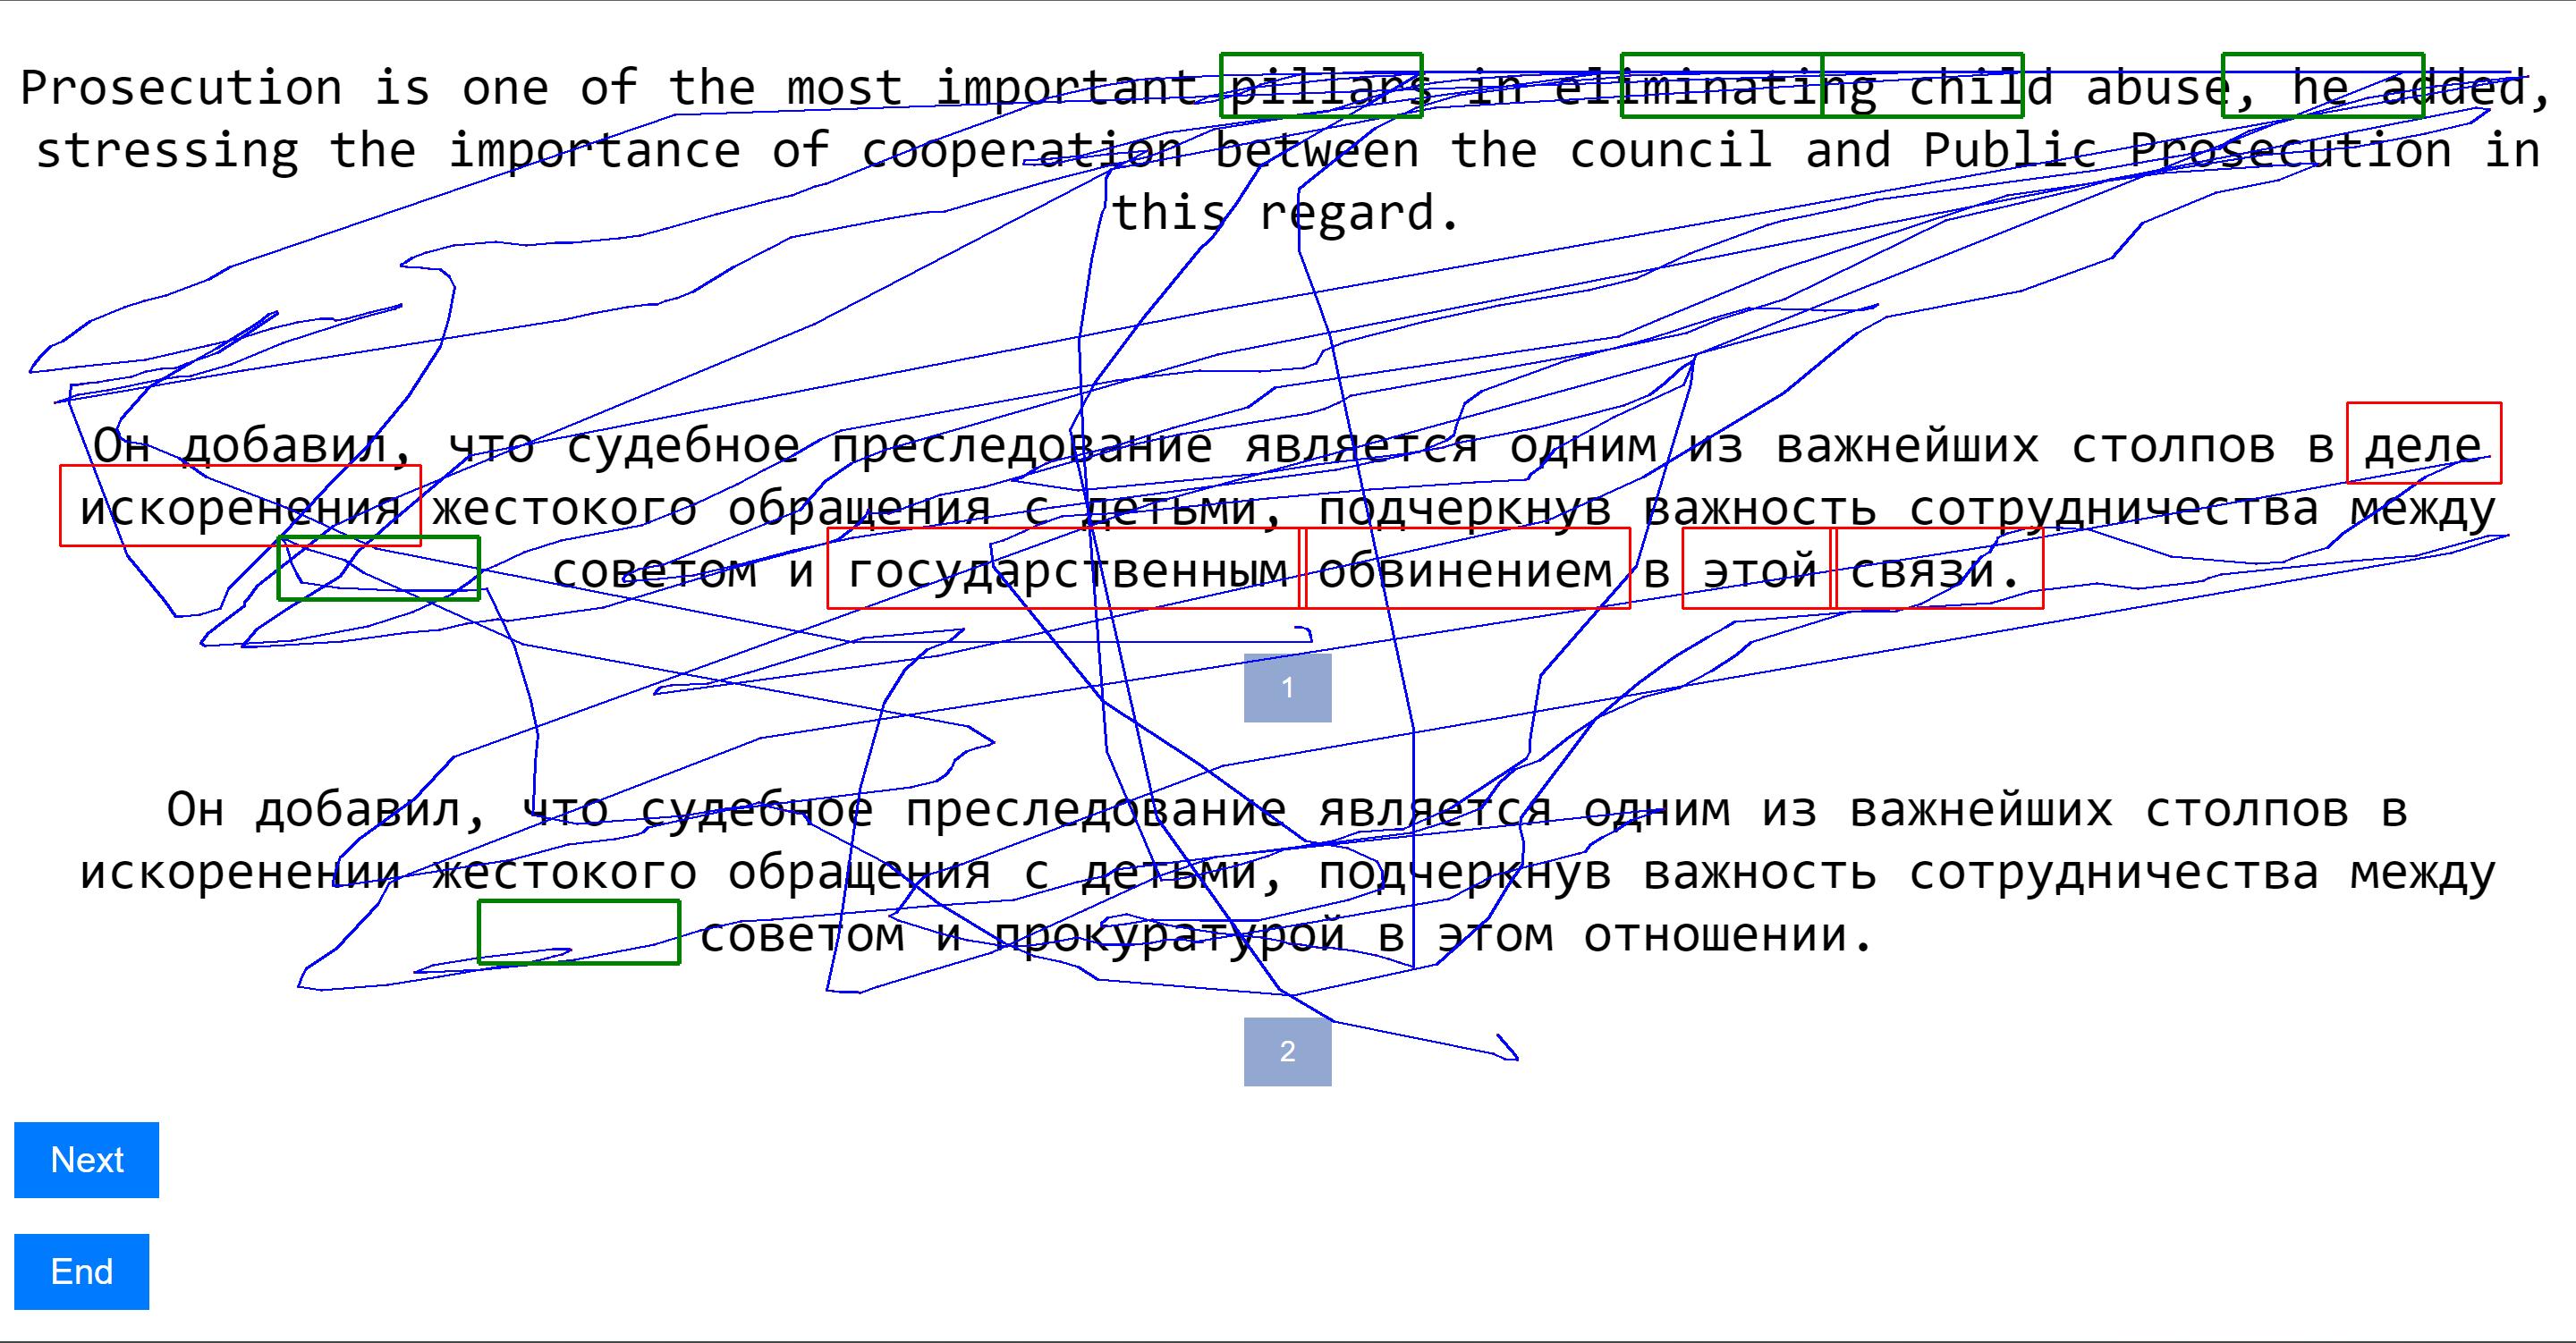 Prosecution is one of the most important pillars in eliminating child abuse, he added,
stressing the importance of cooperation between the council and Public Prosecution in
this regard.
Он добавил, что судебное преследование является одним из важнейших столпов в деле
искоренения жестокого обращения с детьми, подчеркнув важность сотрудничества между
советом и государственным обвинением в этой связи.
1
Он добавил, что судебное преследование является одним из важнейших столпов в
искоренении жестокого обращения с детьми, подчеркнув важность сотрудничества между
советом и прокуратурой в этом отношении.
2
Next
End